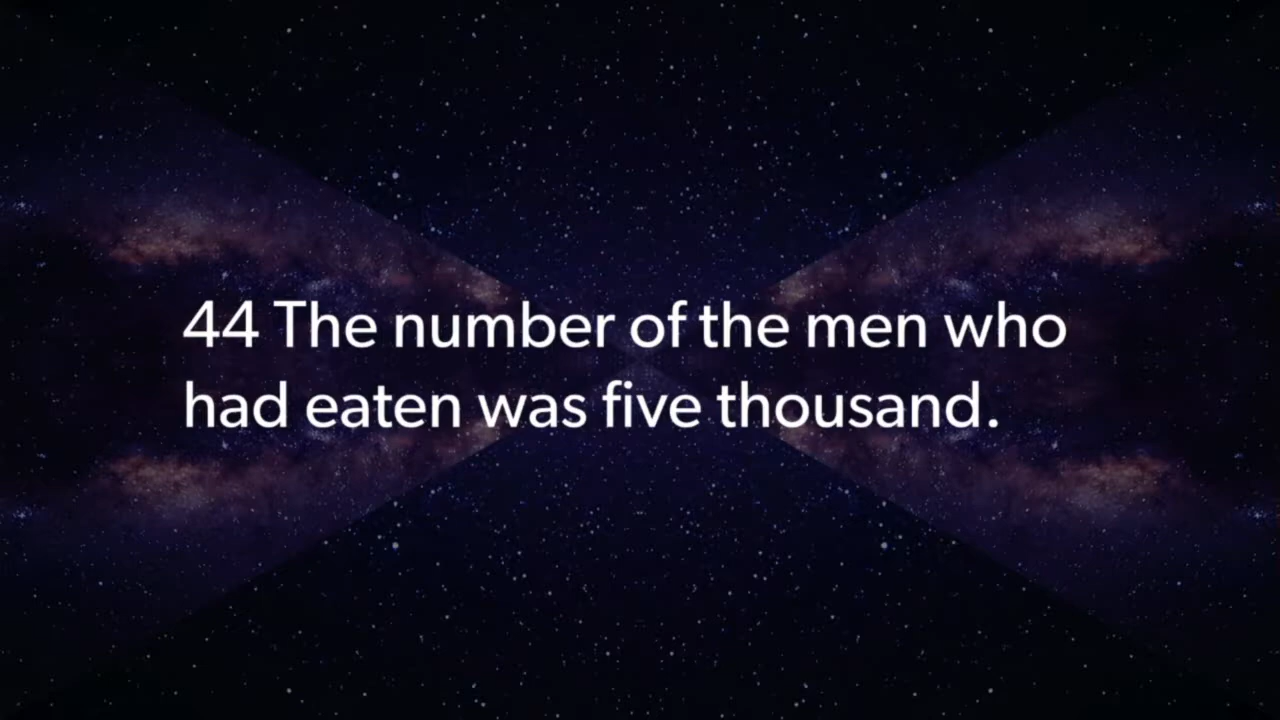 44 The number of the men who
had eaten was five thousand.